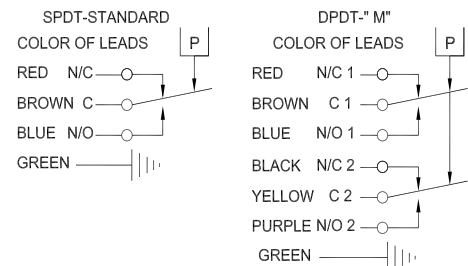 SPDT-STANDARD
COLOR OF LEADS P
RED N/C
BROWN C
BLUE N/O
GREEN
DPDT-" M"
COLOR OF LEADS P
RED N/C 1
BROWN C 1
BLUE N/O 1
BLACK N/C 2
YELLOW C 2
PURPLE N/O 2
GREEN